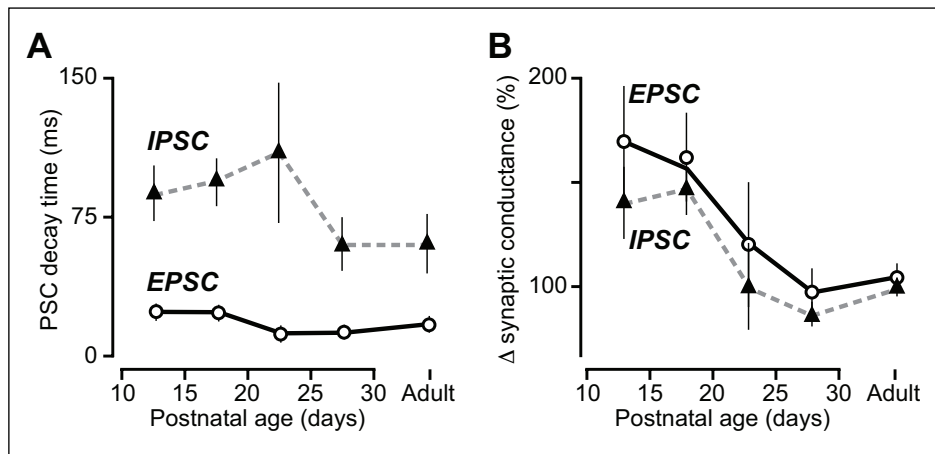 A
150
75
0
PSC decay time (ms)
IPSC
EPSC
10 15 20 25 30 Adult
Postnatal age (days)
B
200
100
Δ synaptic conductance (%)
EPSC
IPSC
10 15 20 25 30 Adult
Postnatal age (days)